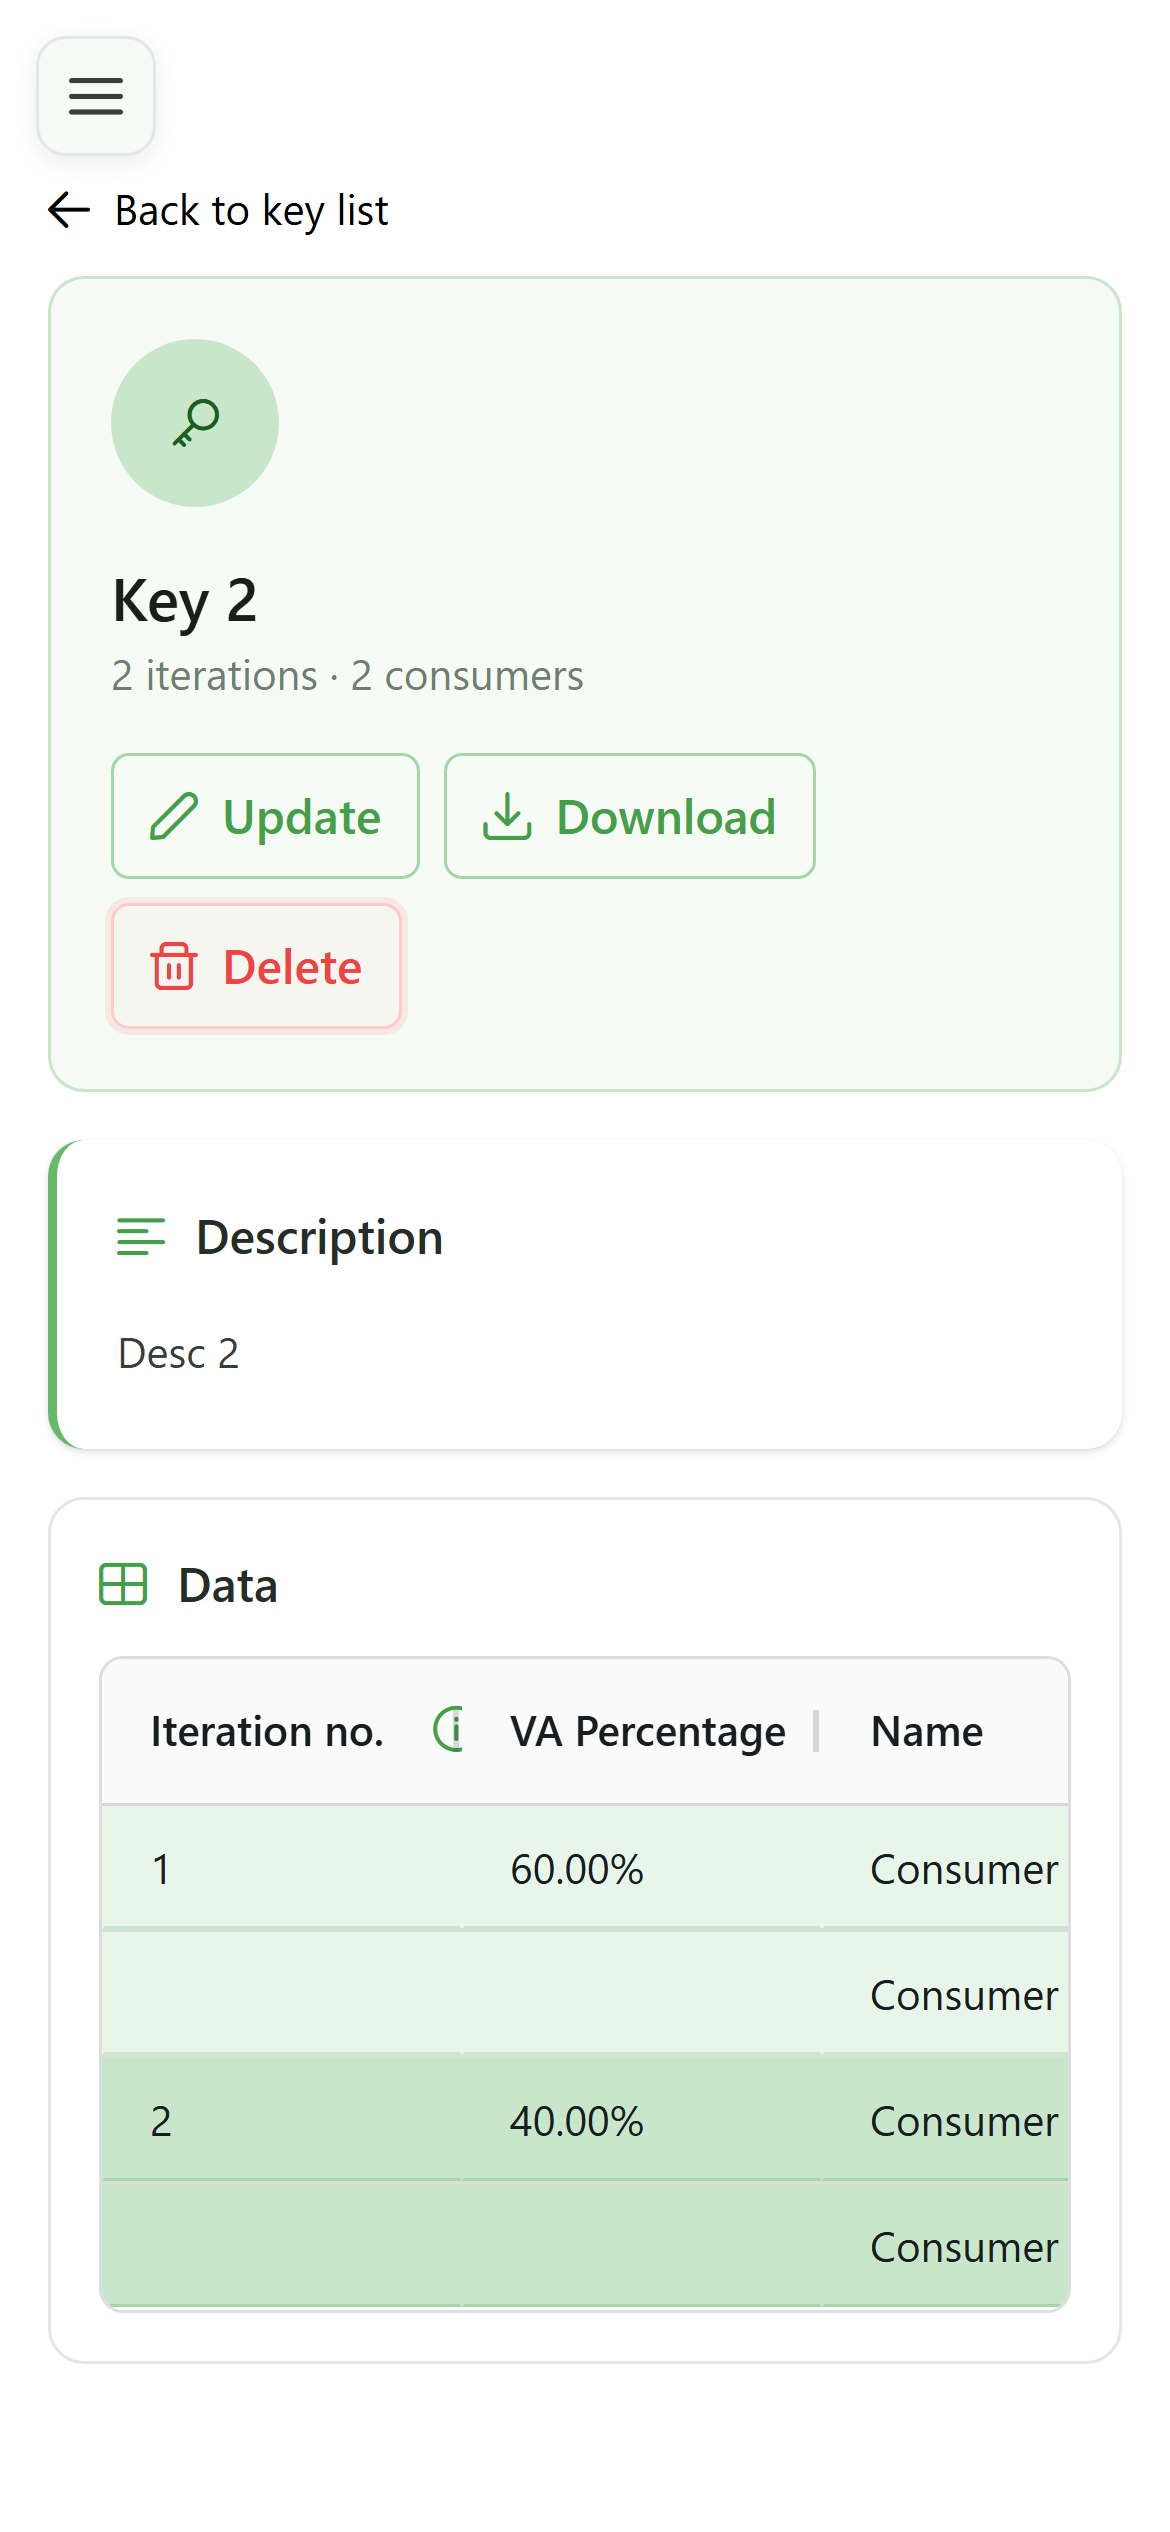 Back to key list
Key 2
2 iterations · 2 consumers
Update
Download
Delete
Description
Desc 2
Data
Iteration no. VA Percentage Name
1 60.00% Consumer
Consumer
2 40.00% Consumer
Consumer